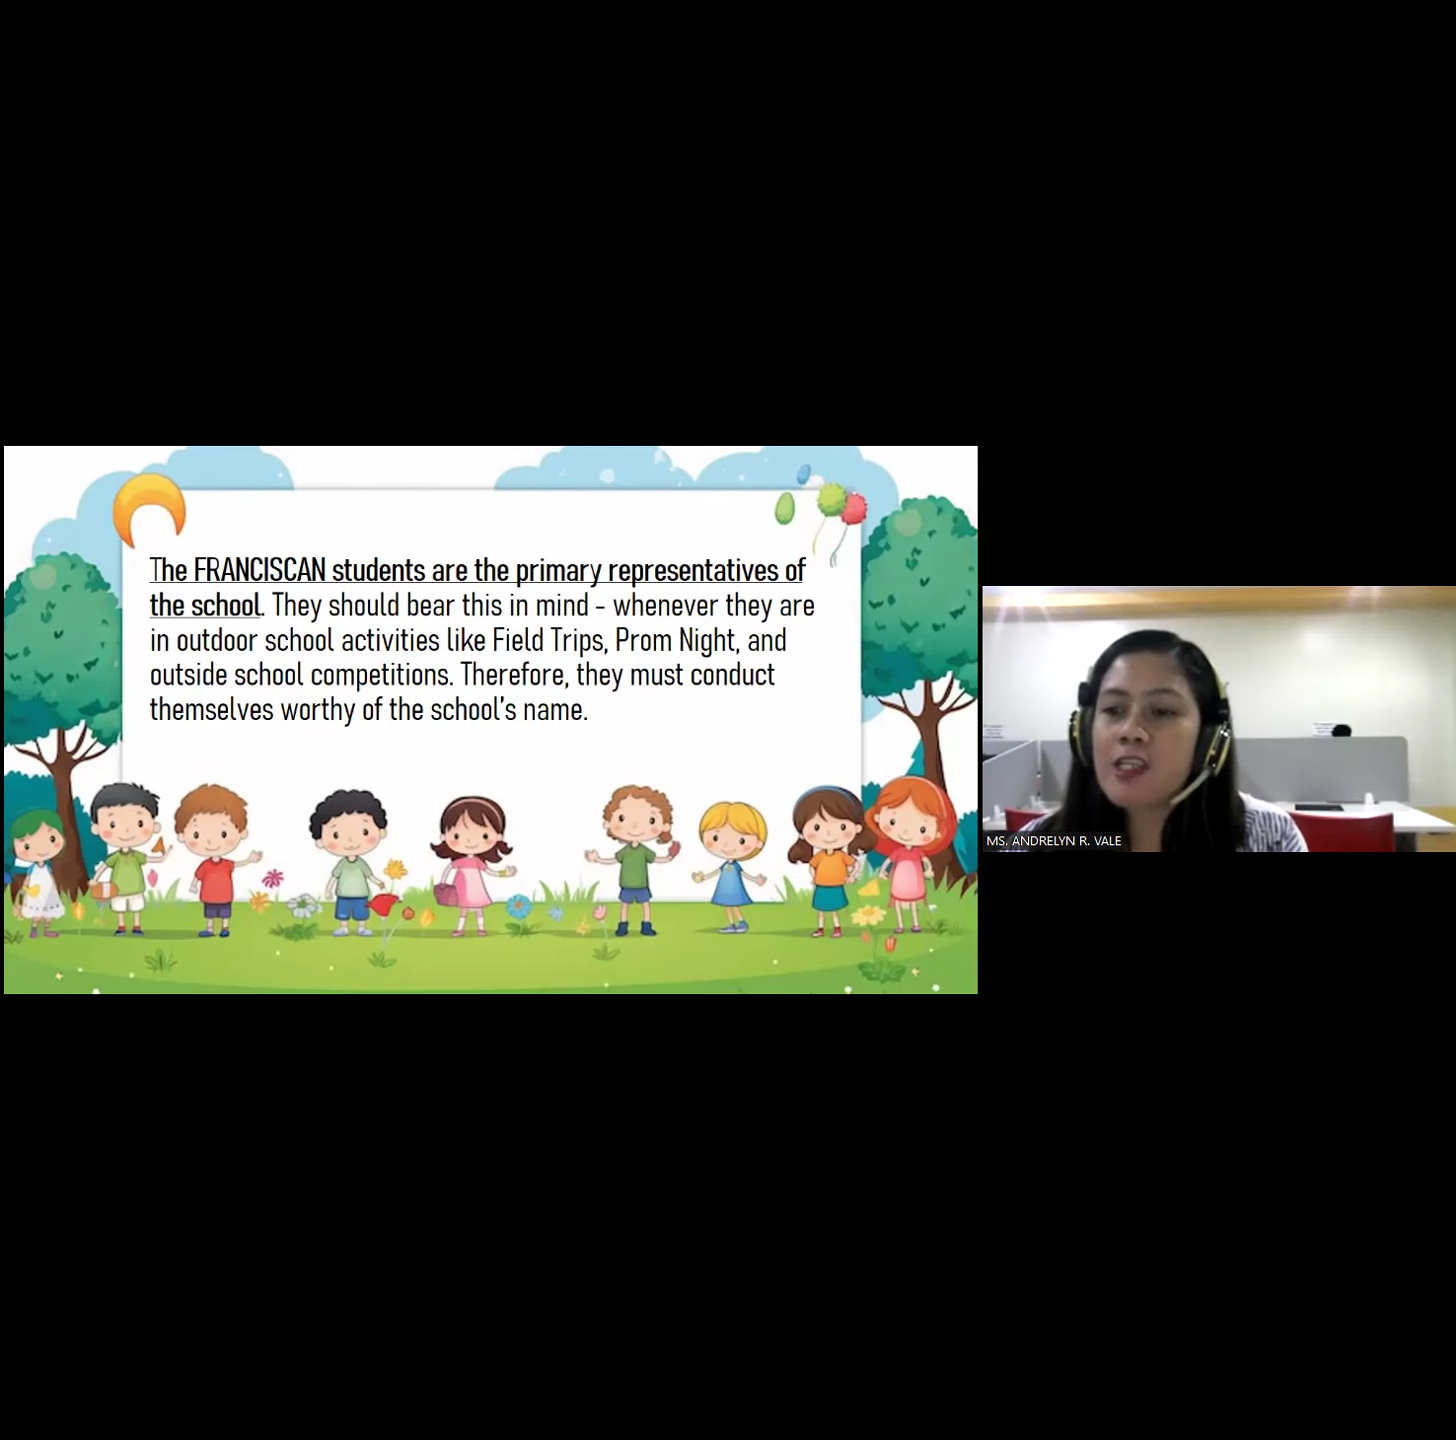 The FRANCISCAN students are the primary representatives of
the school. They should bear this in mind - whenever they are
in outdoor school activities like Field Trips, Prom Night, and
outside school competitions. Therefore, they must conduct
themselves worthy of the school’s name.
MS. ANDRELYN R. VALE